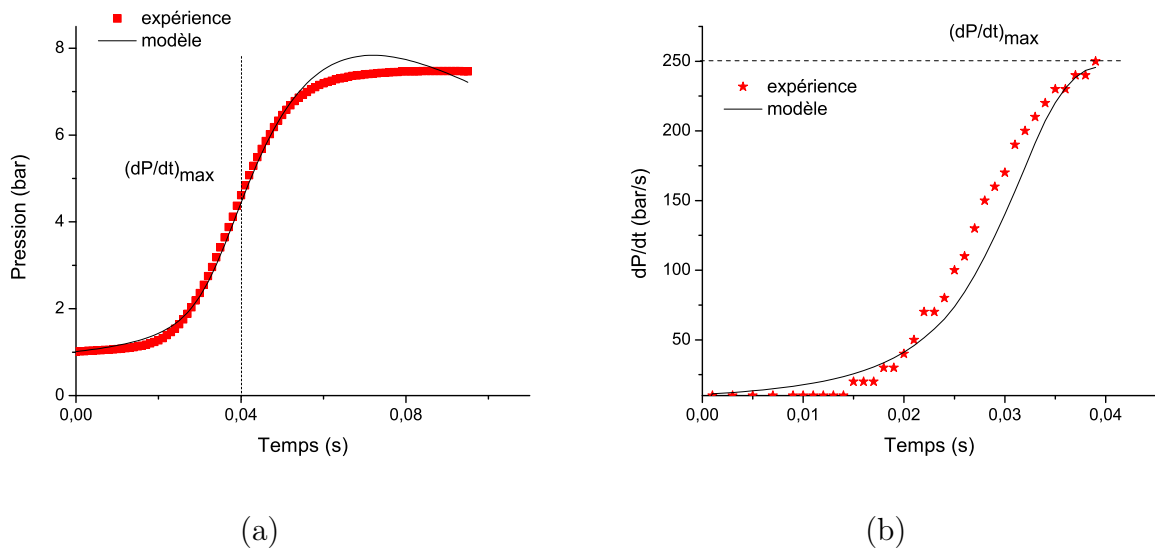 expérience
modèle
(dP/dt)max
Pression (bar)
8
6
4
2
0
0,00
0,04
0,08
Temps (s)
(a)
(dP/dt)max
expérience
modèle
dP/dt (bar/s)
250
200
150
100
50
0,00
0,01
0,02
0,03
0,04
Temps (s)
(b)